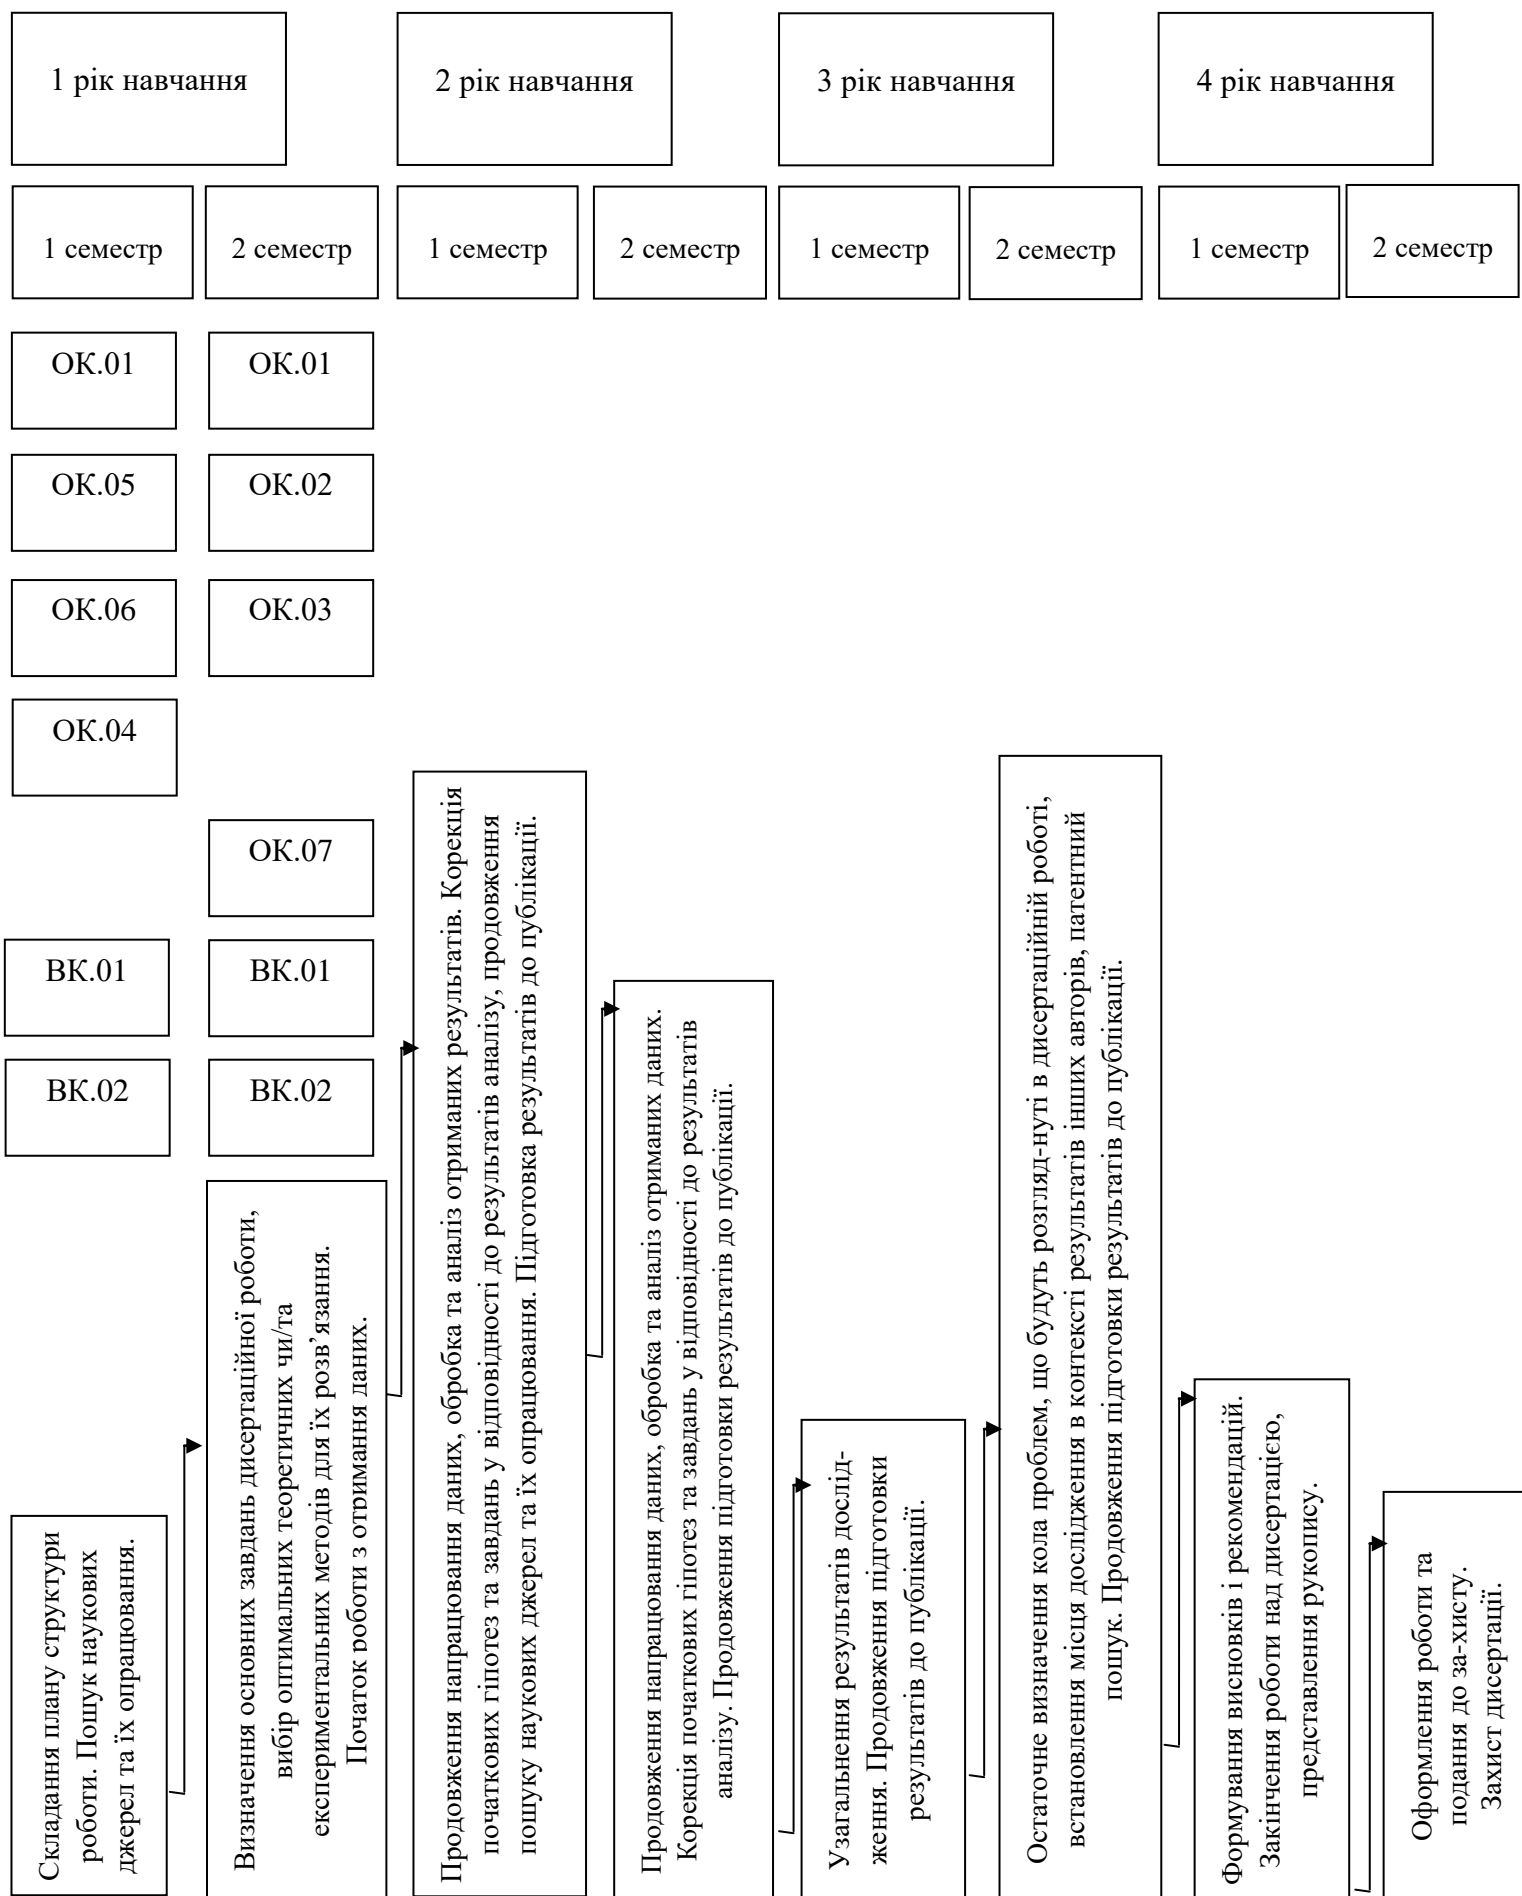 1 рік навчання
2 рік навчання
3 рік навчання
4 рік навчання
1 семестр
2 семестр
1 семестр
2 семестр
1 семестр
2 семестр
1 семестр
2 семестр
ОК.01
ОК.01
ОК.05
ОК.02
ОК.06
ОК.03
ОК.04
ОК.07
ВК.01
ВК.01
ВК.02
ВК.02
Складання плану структури
роботи. Пошук наукових
джерел та їх опрацювання.
Визначення основних завдань дисертаційної роботи,
вибір оптимальних теоретичних чи/та
експериментальних методів для їх розв’язання.
Початок роботи з отримання даних.
Продовження напрацювання даних, обробка та аналіз отриманих результатів. Корекція
початкових гіпотез та завдань у відповідності до результатів аналізу, продовження
пошуку наукових джерел та їх опрацювання. Підготовка результатів до публікації.
Продовження напрацювання даних, обробка та аналіз отриманих даних.
Корекція початкових гіпотез та завдань у відповідності до результатів
аналізу. Продовження підготовки результатів до публікації.
Узагальнення результатів дослід-
ження. Продовження підготовки
результатів до публікації.
Остаточне визначення кола проблем, що будуть розгляд-нуті в дисертаційній роботі,
встановлення місця дослідження в контексті результатів інших авторів, патентний
пошук. Продовження підготовки результатів до публікації.
Формування висновків і рекомендацій.
Закінчення роботи над дисертацією,
представлення рукопису.
Оформлення роботи та
подання до за-хисту.
Захист дисертації.